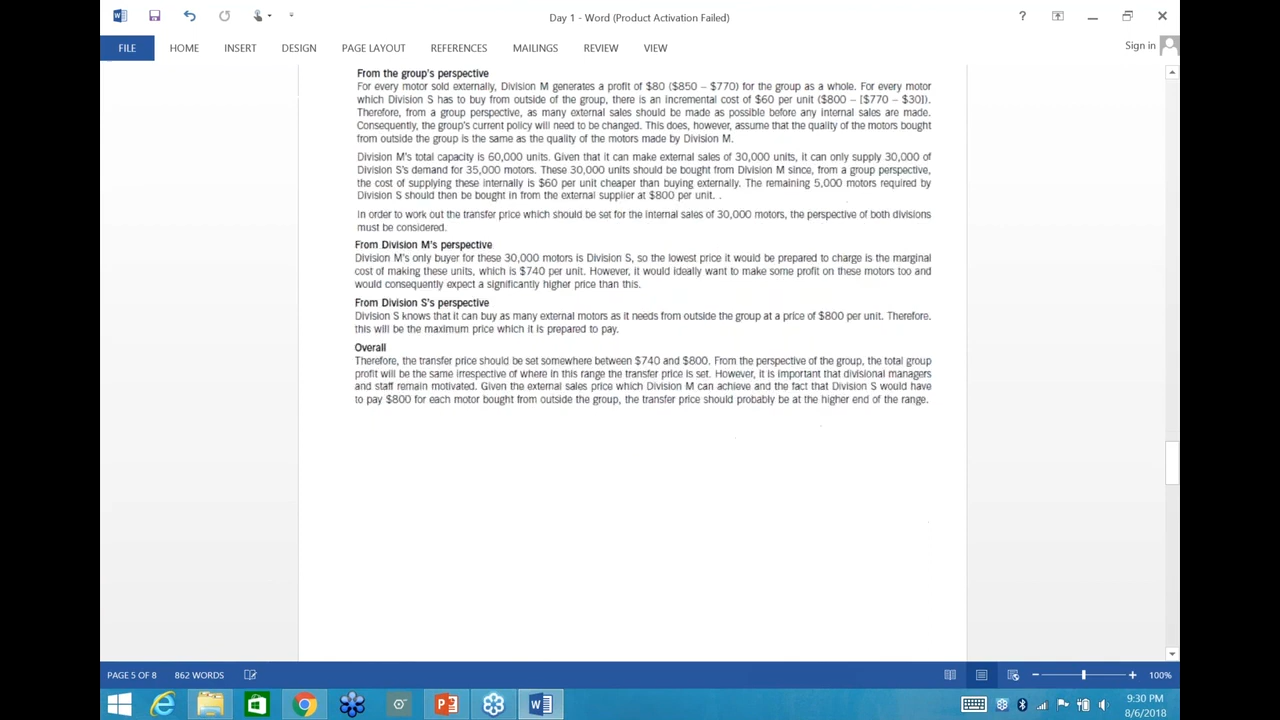 Day 1 - Word (Product Activation Failed)
?
FILE HOME INSERT DESIGN PAGE LAYOUT REFERENCES MAILINGS REVIEW VIEW Sign in
From the group's perspective
For every motor sold externally, Division M generates a profit of $80 ($850 – $770) for the group as a whole. For every motor
which Division S has to buy from outside of the group, there is an incremental cost of $60 per unit ($800 – [$770 – $30]).
Therefore, from a group perspective, as many external sales should be made as possible before any internal sales are made.
Consequently, the group's current policy will need to be changed. This does, however, assume that the quality of the motors bought
from outside the group is the same as the quality of the motors made by Division M.
Division M's total capacity is 60,000 units. Given that it can make external sales of 30,000 units, it can only supply 30,000 of
Division S's demand for 35,000 motors. These 30,000 units should be bought from Division M since, from a group perspective,
the cost of supplying these internally is $60 per unit cheaper than buying externally. The remaining 5,000 motors required by
Division S should then be bought in from the external supplier at $800 per unit. .
In order to work out the transfer price which should be set for the internal sales of 30,000 motors, the perspective of both divisions
must be considered.
From Division M's perspective
Division M's only buyer for these 30,000 motors is Division S, so the lowest price it would be prepared to charge is the marginal
cost of making these units, which is $740 per unit. However, it would ideally want to make some profit on these motors too and
would consequently expect a significantly higher price than this.
From Division S's perspective
Division S knows that it can buy as many external motors as it needs from outside the group at a price of $800 per unit. Therefore,
this will be the maximum price which it is prepared to pay.
Overall
Therefore, the transfer price should be set somewhere between $740 and $800. From the perspective of the group, the total group
profit will be the same irrespective of where in this range the transfer price is set. However, it is important that divisional managers
and staff remain motivated. Given the external sales price which Division M can achieve and the fact that Division S would have
to pay $800 for each motor bought from outside the group, the transfer price should probably be at the higher end of the range.
PAGE 5 OF 8 862 WORDS 100%
9:30 PM
8/6/2018